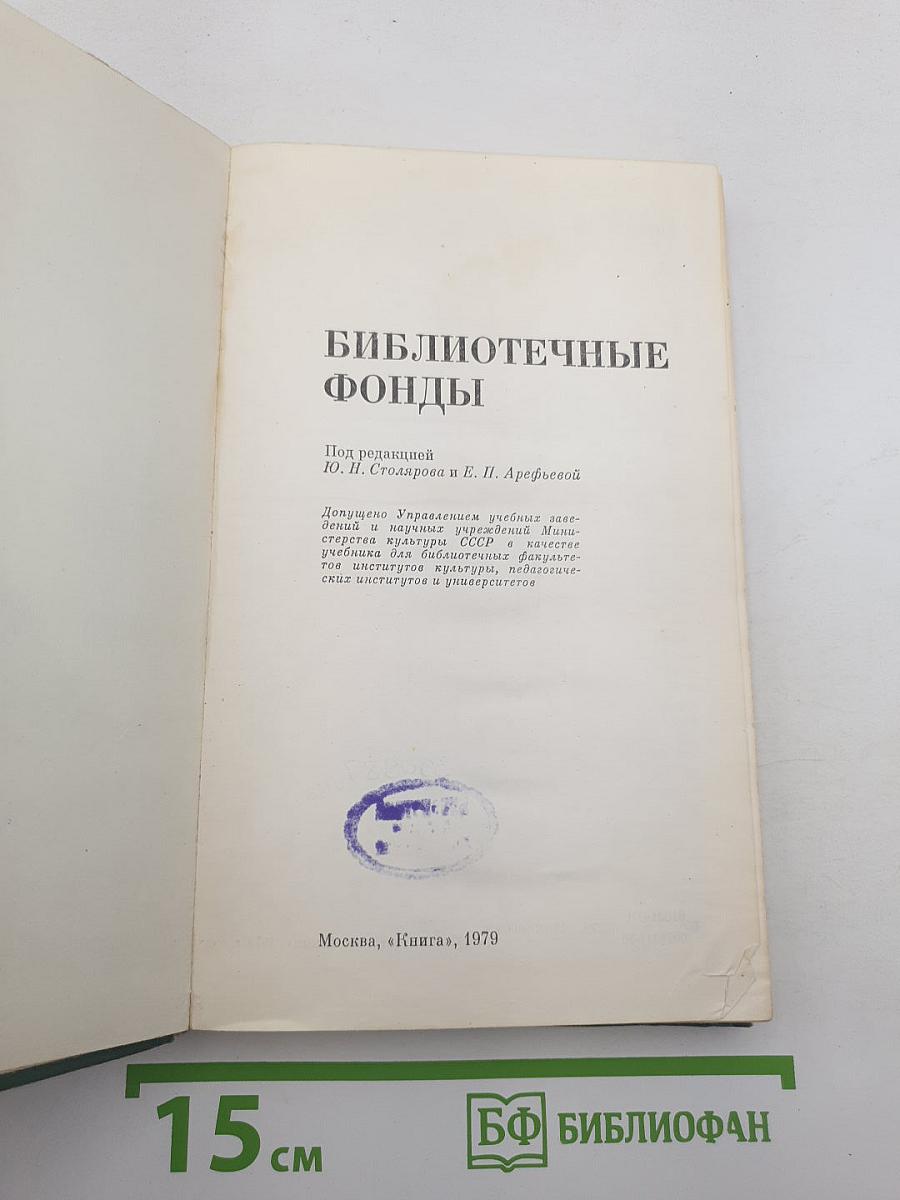 БИБЛИОТЕЧНЫЕ
ФОНДЫ
Под редакцией
Ю. Н. Столярова и Е. П. Арефьевой
Допущено Управлением учебных заве-
дений и научных учреждений Мини-
стерства культуры СССР в качестве
учебника для библиотечных факульте-
тов институтов культуры, педагогиче-
ских институтов и университетов
Москва, «Книга», 1979
15 см
БФ БИБЛИОФАН